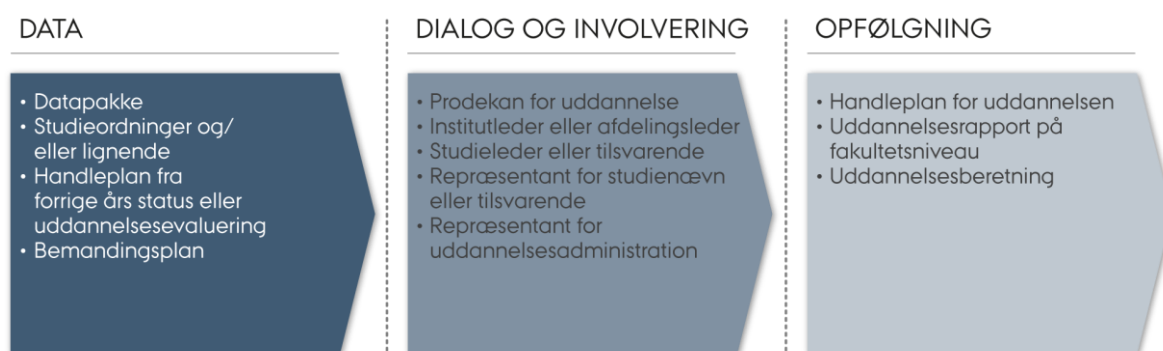 DATA
• Datapakke
• Studieordninger og/
eller lignende
• Handleplan fra
forrige års status eller
uddannelsesevaluering
• Bemandingsplan
DIALOG OG INVOLVERING
• Prodekan for uddannelse
• Institutleder eller afdelingsleder
• Studieleder eller tilsvarende
• Repræsentant for studienævn
eller tilsvarende
• Repræsentant for
uddannelsesadministration
OPFØLGNING
• Handleplan for uddannelsen
• Uddannelsesrapport på
fakultetsniveau
• Uddannelsesberetning